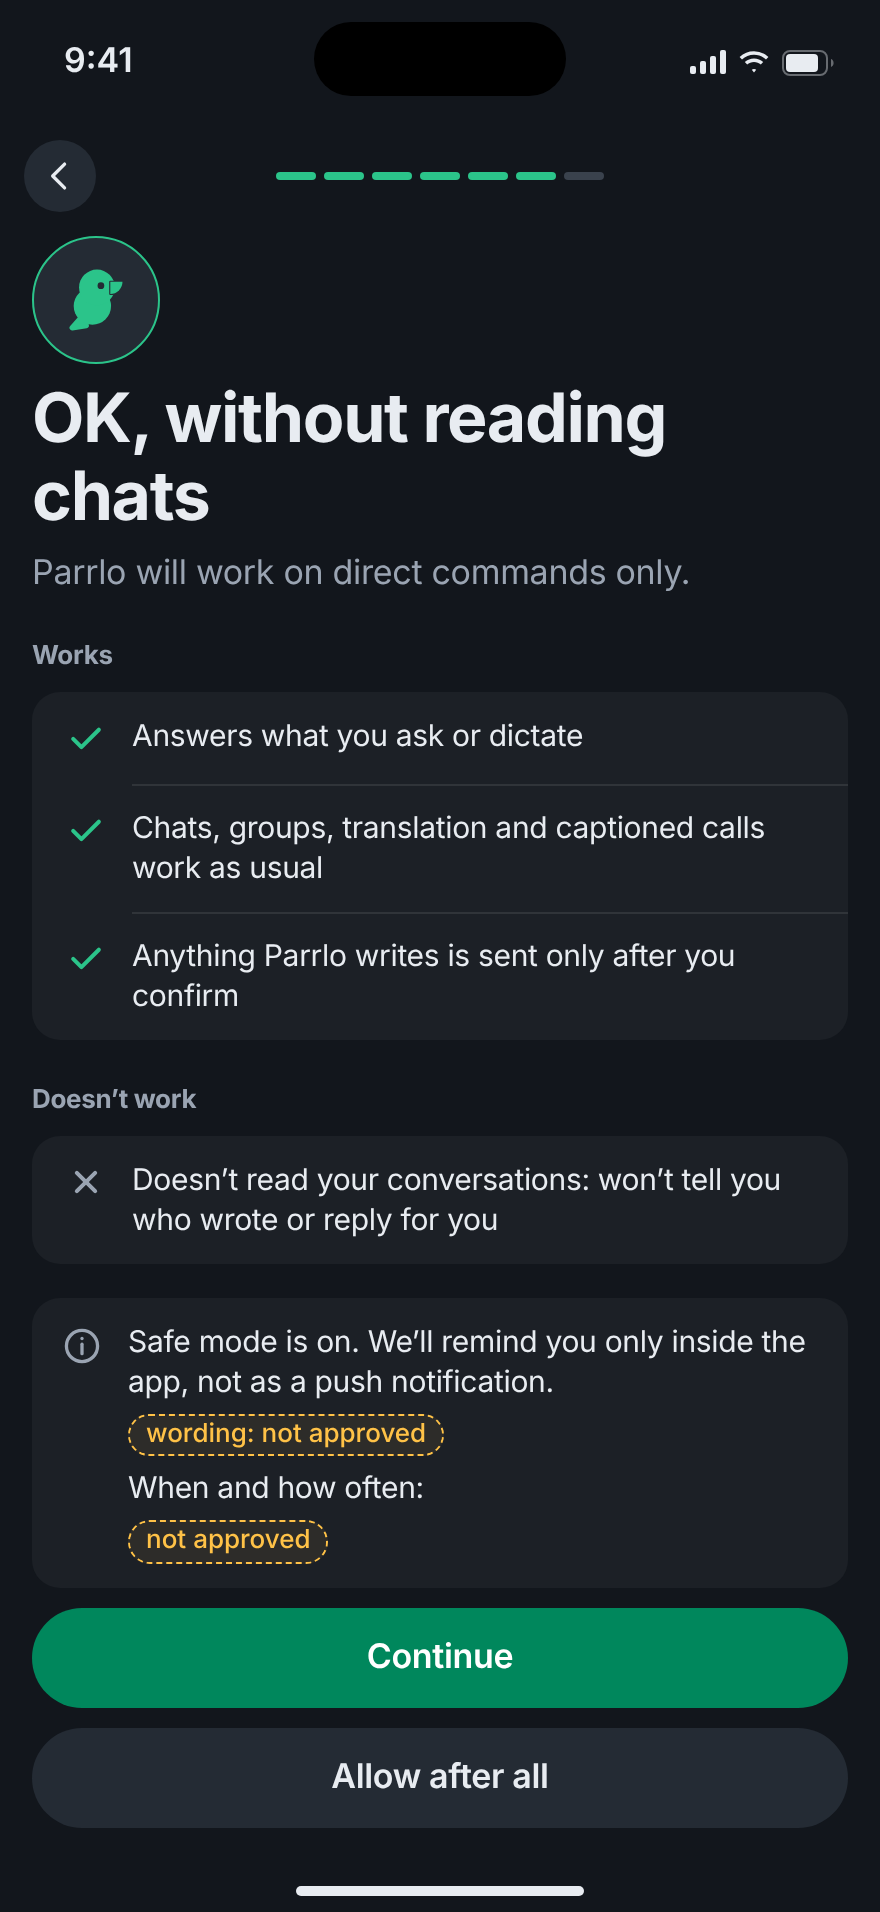 9:41
OK, without reading
chats
Parrlo will work on direct commands only.
Works
Answers what you ask or dictate
Chats, groups, translation and captioned calls
work as usual
Anything Parrlo writes is sent only after you
confirm
Doesn’t work
Doesn’t read your conversations: won’t tell you
who wrote or reply for you
Safe mode is on. We’ll remind you only inside the
app, not as a push notification.
wording: not approved
When and how often:
not approved
Continue
Allow after all